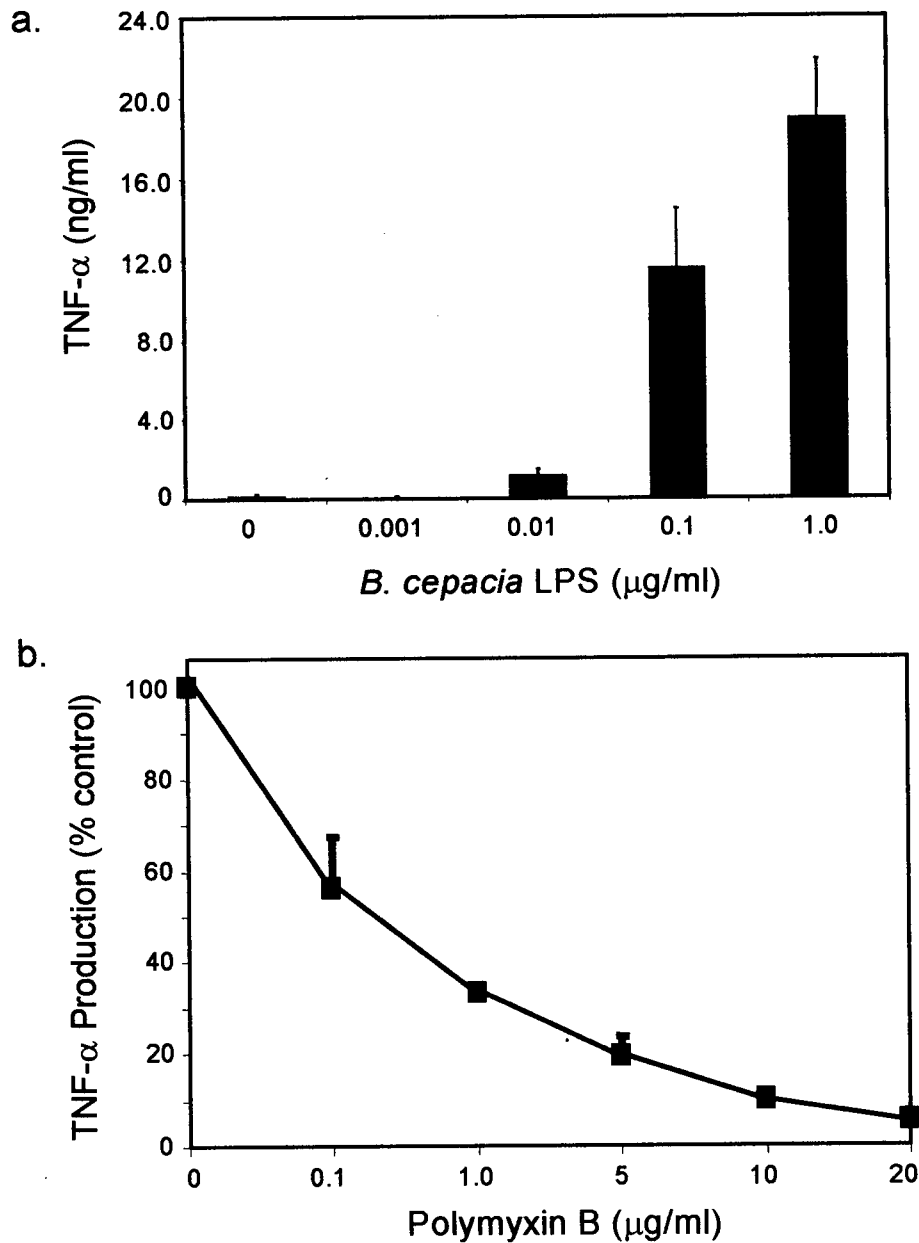 a.
TNF-α (ng/ml)
24.0
20.0
16.0
12.0
8.0
4.0
0
0 0.001 0.01 0.1 1.0
B. cepacia LPS (μg/ml)
b.
TNF-α Production (% control)
100
80
60
40
20
0
0 0.1 1.0 5 10 20
Polymyxin B (μg/ml)